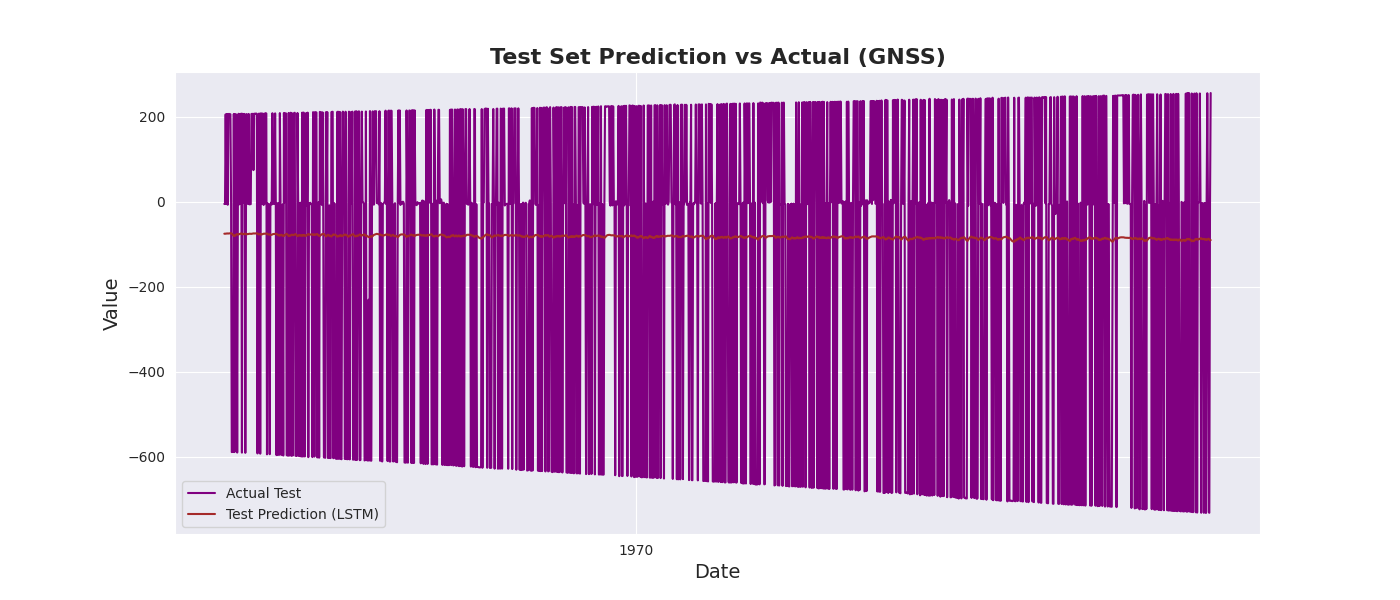 Test Set Prediction vs Actual (GNSS)
Value
200
0
−200
−400
−600
Actual Test
Test Prediction (LSTM)
1970
Date